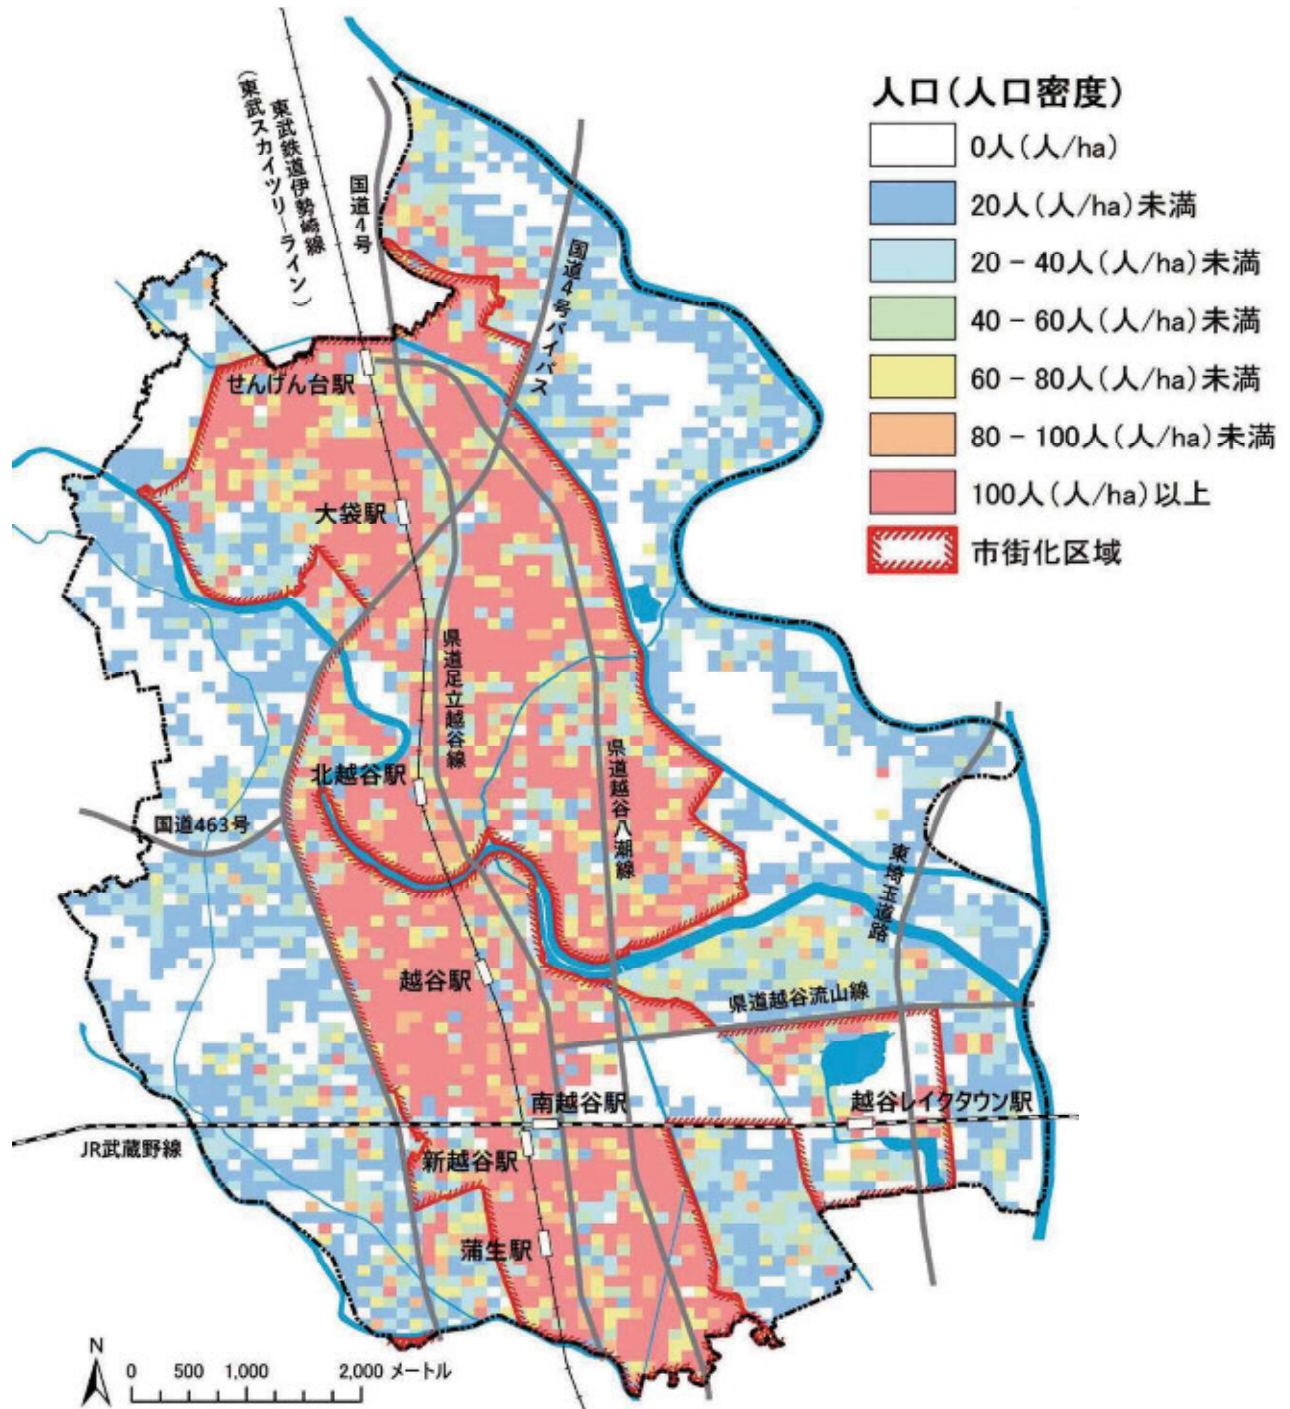 人口(人口密度)
0人(人/ha)
20人(人/ha)未満
20-40人(人/ha)未満
40-60人(人/ha)未満
60-80人(人/ha)未満
80-100人(人/ha)未満
100人(人/ha)以上
市街化区域
東武鉄道伊勢崎線
(東武スカイツリーライン)
国道4号
国道4号バイパス
せんげん台駅
大袋駅
県道足立越谷線
北越谷駅
県道越谷八潮線
国道463号
東埼玉道路
越谷駅
県道越谷流山線
南越谷駅
越谷レイクタウン駅
JR武蔵野線
新越谷駅
蒲生駅
N
0 500 1,000 2,000 メートル